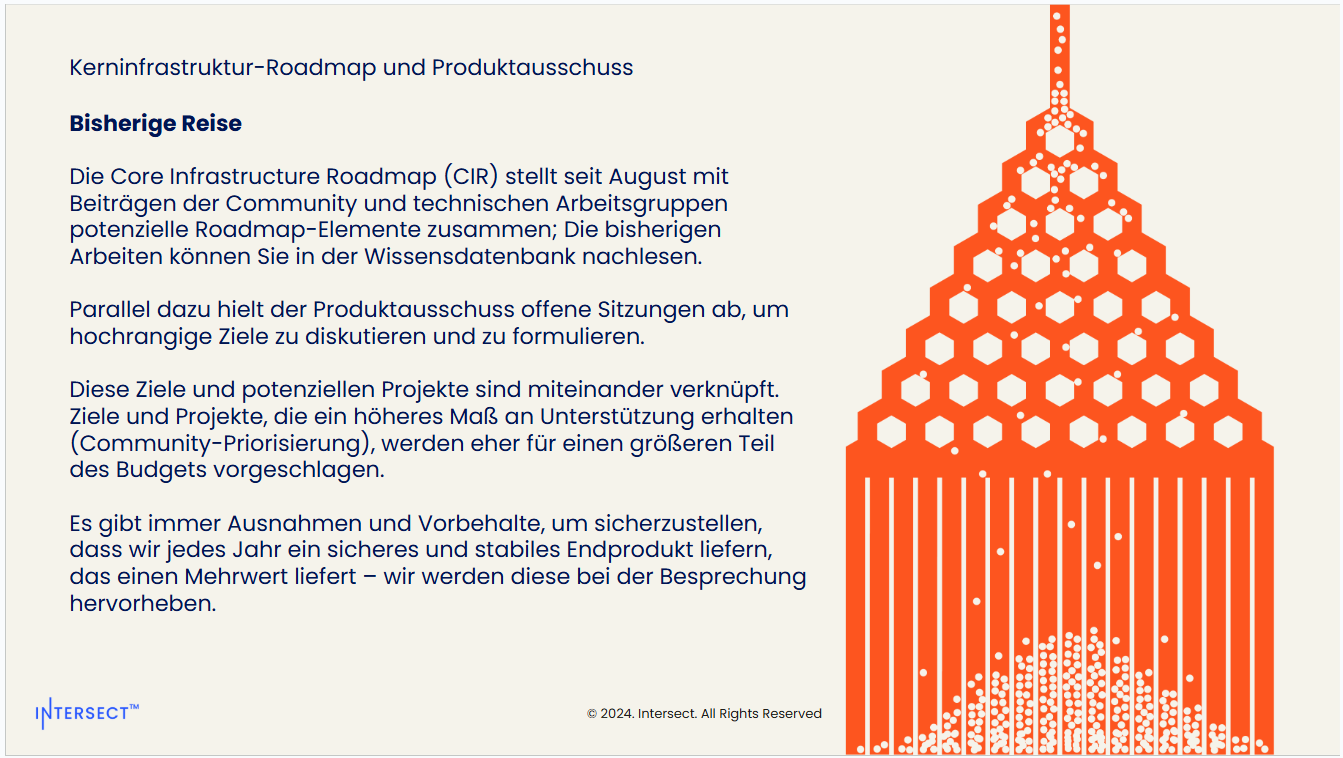 Kerninfrastruktur-Roadmap und Produktausschuss
Bisherige Reise
Die Core Infrastructure Roadmap (CIR) stellt seit August mit
Beiträgen der Community und technischen Arbeitsgruppen
potenzielle Roadmap-Elemente zusammen; Die bisherigen
Arbeiten können Sie in der Wissensdatenbank nachlesen.
Parallel dazu hielt der Produktausschuss offene Sitzungen ab, um
hochrangige Ziele zu diskutieren und zu formulieren.
Diese Ziele und potenziellen Projekte sind miteinander verknüpft.
Ziele und Projekte, die ein höheres Maß an Unterstützung erhalten
(Community-Priorisierung), werden eher für einen größeren Teil
des Budgets vorgeschlagen.
Es gibt immer Ausnahmen und Vorbehalte, um sicherzustellen,
dass wir jedes Jahr ein sicheres und stabiles Endprodukt liefern,
das einen Mehrwert liefert – wir werden diese bei der Besprechung
hervorheben.
INTERSECT™
© 2024. Intersect. All Rights Reserved